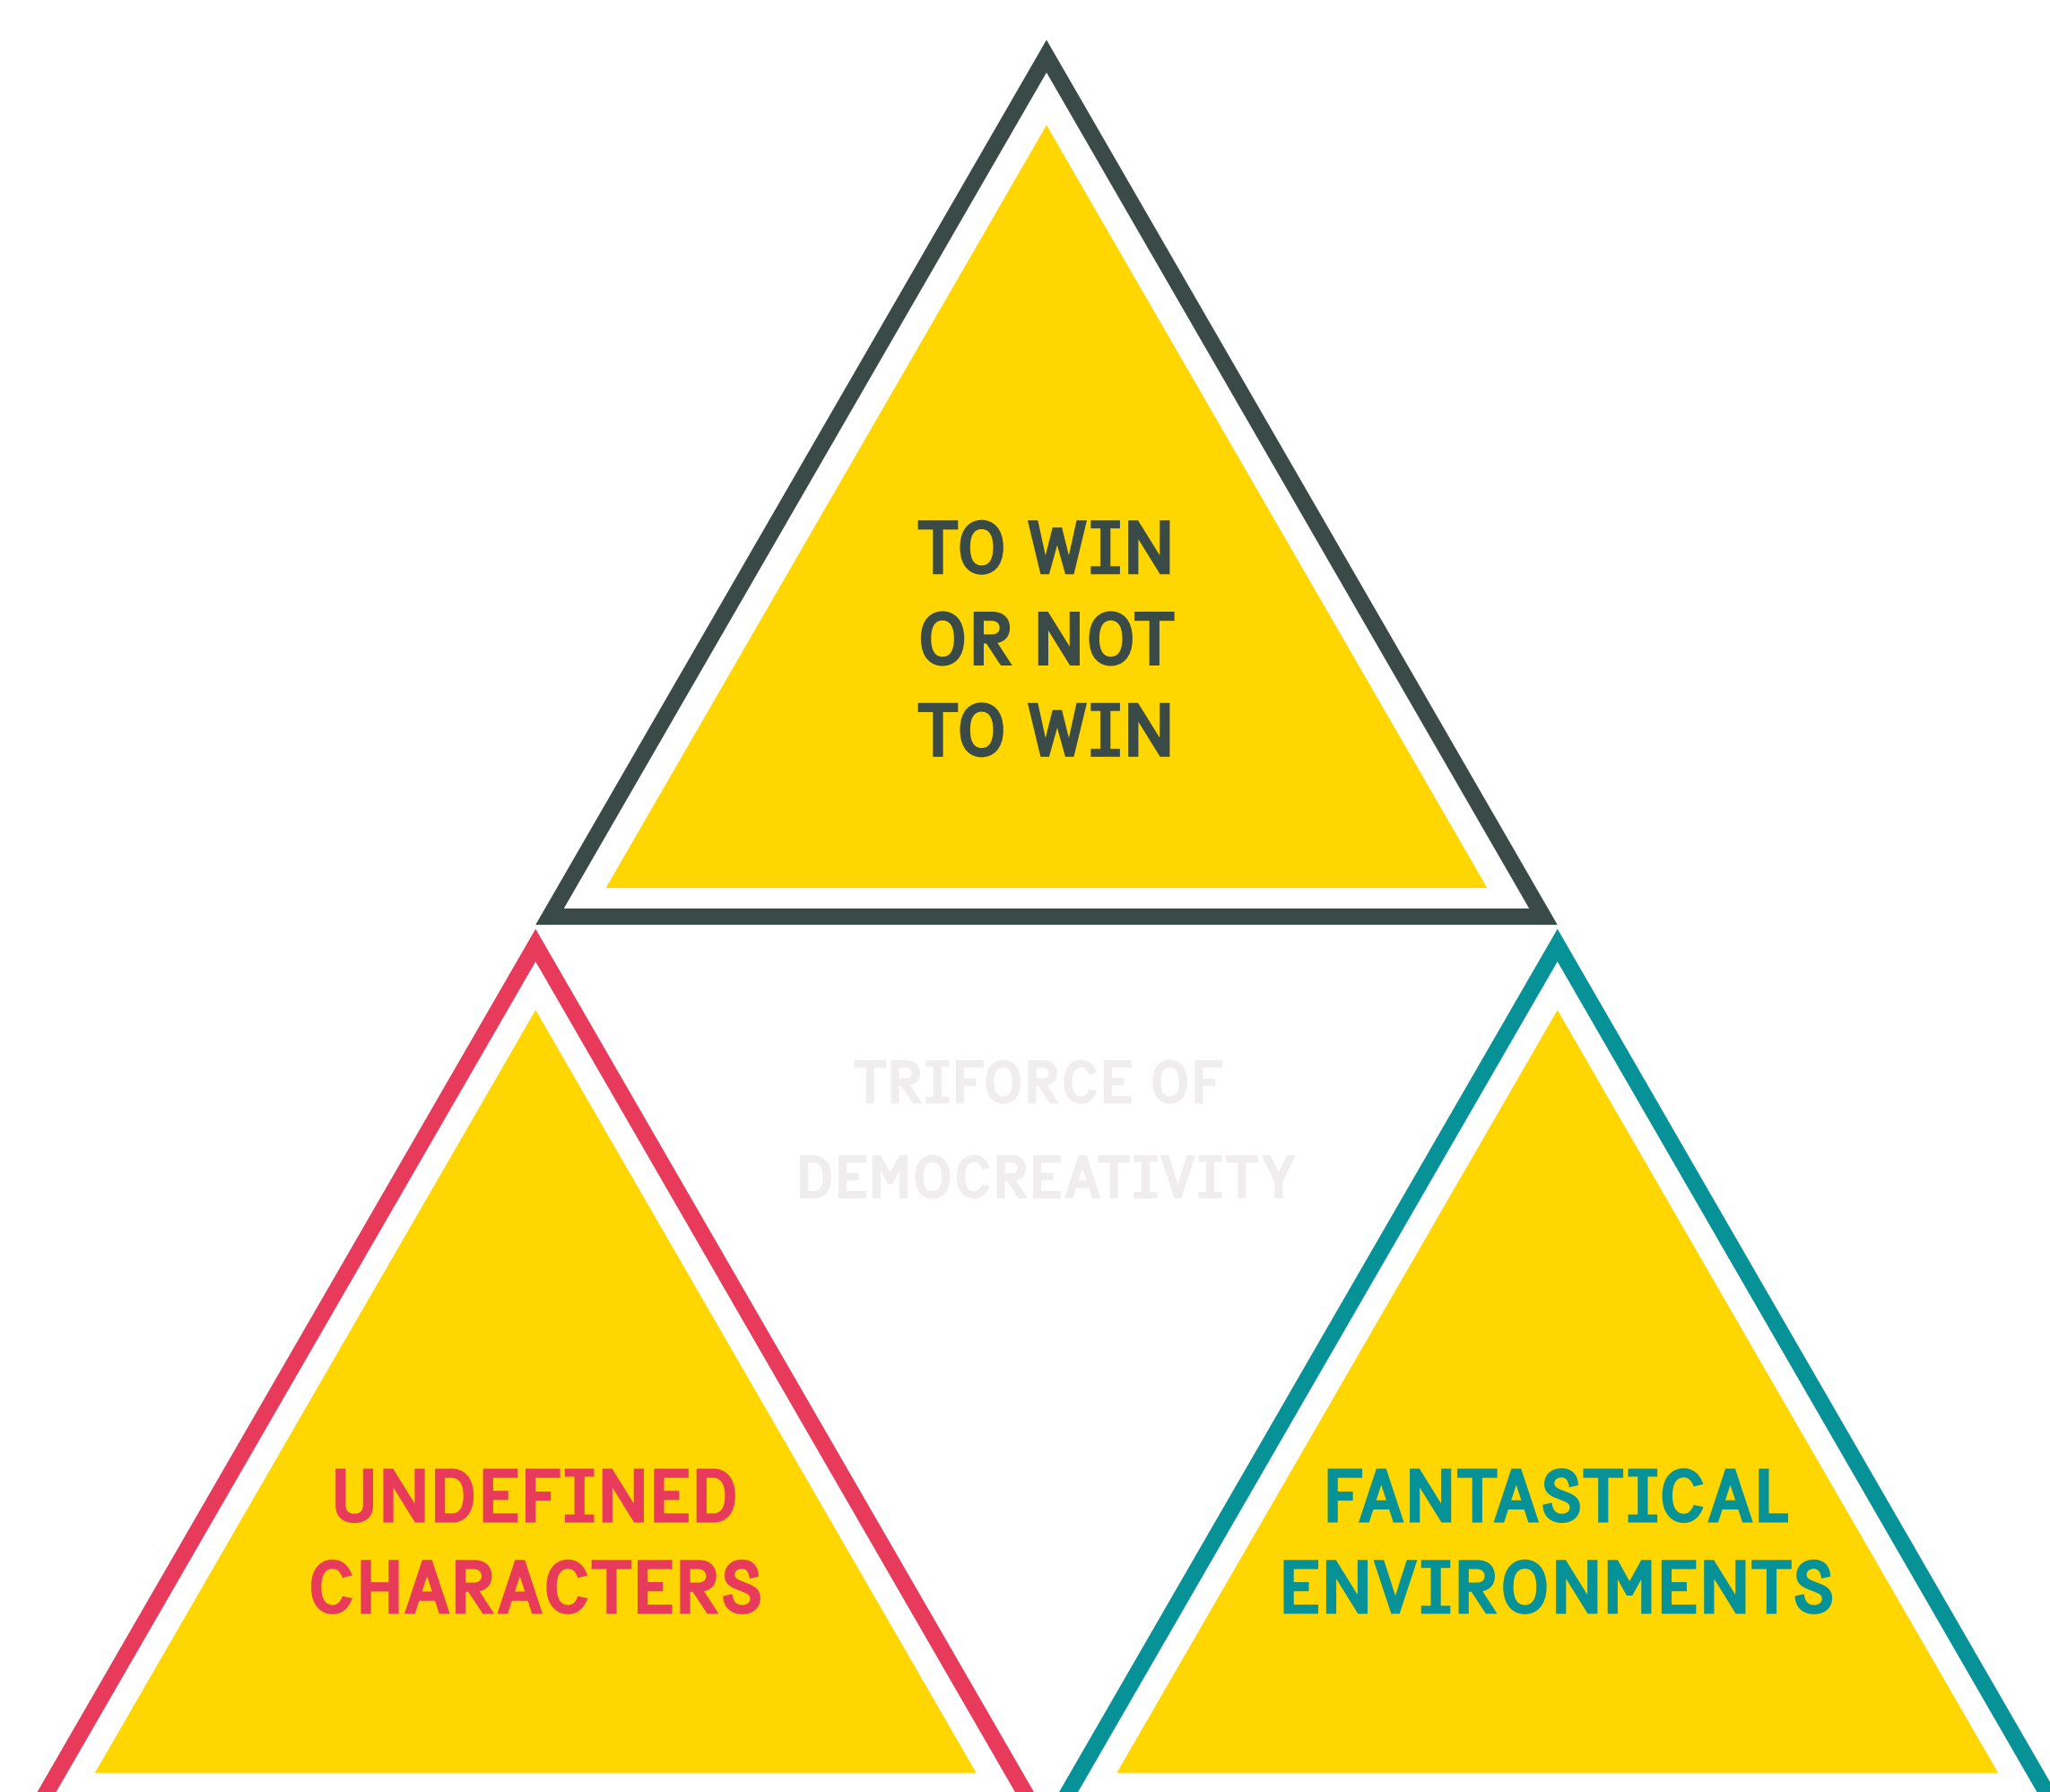 TO WIN
OR NOT
TO WIN
TRIFORCE OF
DEMOCREATIVITY
UNDEFINED
CHARACTERS
FANTASTICAL
ENVIRONMENTS